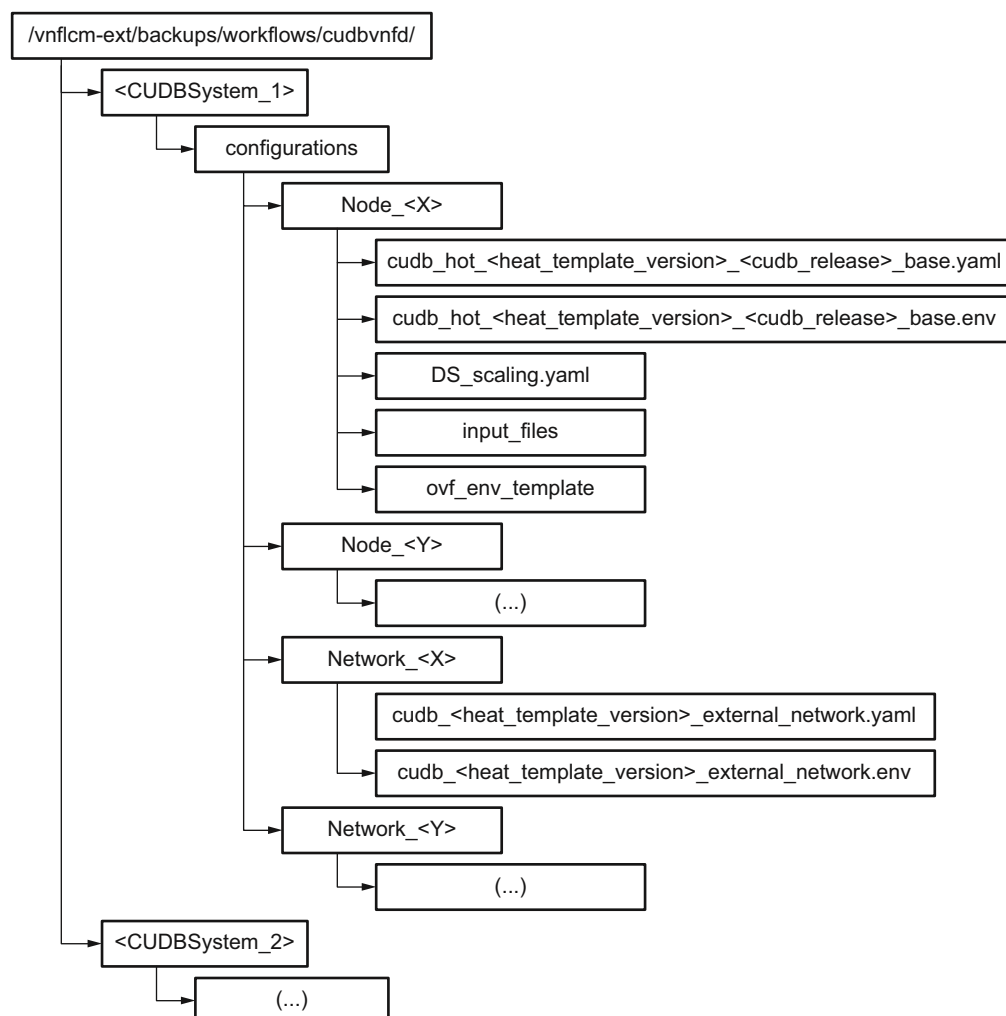 /vnflcm-ext/backups/workflows/cudbvnfd/
<CUDBSystem_1>
configurations
Node_<X>
cudb_hot_<heat_template_version>_<cudb_release>_base.yaml
cudb_hot_<heat_template_version>_<cudb_release>_base.env
DS_scaling.yaml
input_files
ovf_env_template
Node_<Y>
(...)
Network_<X>
cudb_<heat_template_version>_external_network.yaml
cudb_<heat_template_version>_external_network.env
Network_<Y>
(...)
<CUDBSystem_2>
(...)